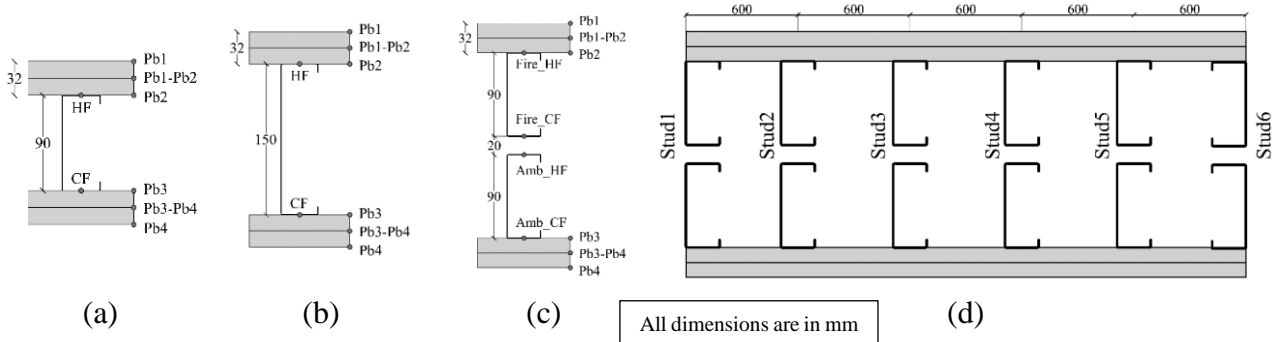 32
Pb1
Pb1-Pb2
Pb2
HF
90
CF
Pb3
Pb3-Pb4
Pb4
(a)
32
Pb1
Pb1-Pb2
Pb2
HF
150
CF
Pb3
Pb3-Pb4
Pb4
(b)
32
Pb1
Pb1-Pb2
Pb2
Fire_HF
90
Fire_CF
20
Amb_HF
90
Amb_CF
Pb3
Pb3-Pb4
Pb4
(c)
600 600 600 600 600
Stud1 Stud2 Stud3 Stud4 Stud5 Stud6
(d)
All dimensions are in mm